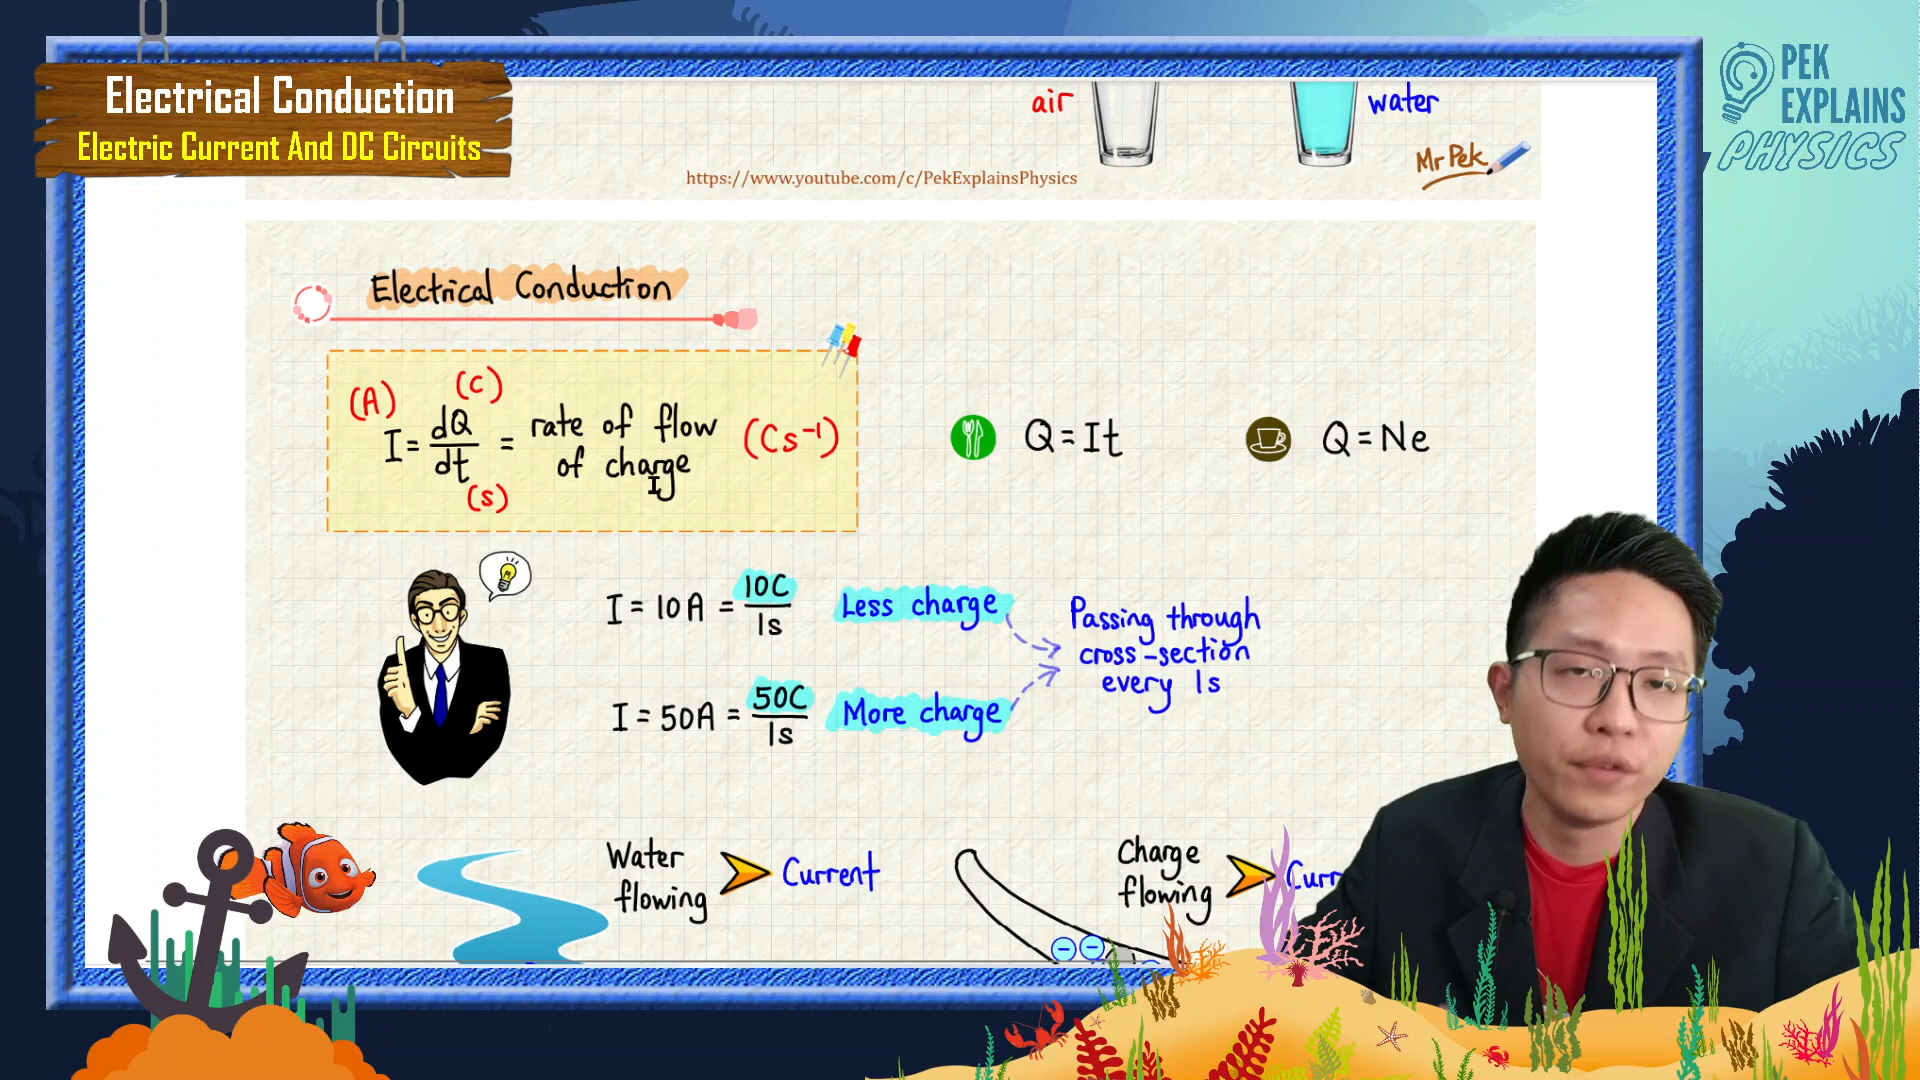 Electrical Conduction
Electric Current And DC Circuits
PEK
EXPLAINS
PHYSICS
air
water
https://www.youtube.com/c/PekExplainsPhysics
Mr Pek
Electrical Conduction
(A) (C)
I = dQ/dt = rate of flow of charge (Cs⁻¹)
(s)
Q = It
Q = Ne
I = 10A = 10C/1s
Less charge
I = 50A = 50C/1s
More charge
Passing through
cross-section
every 1s
Water
flowing
Current
Charge
flowing
Curr